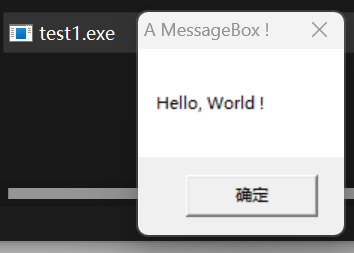 test1.exe
A MessageBox !
Hello, World !
确定